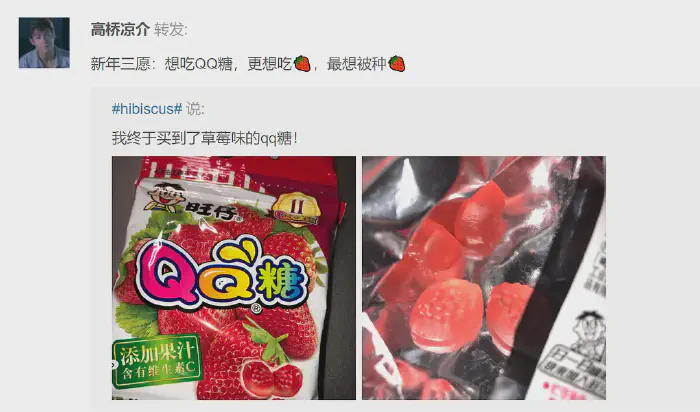 高桥凉介 转发:
新年三愿：想吃QQ糖，更想吃🍓，最想被种🍓
#hibiscus# 说:
我终于买到了草莓味的qq糖！
旺仔
QQ糖
添加果汁
含有维生素C